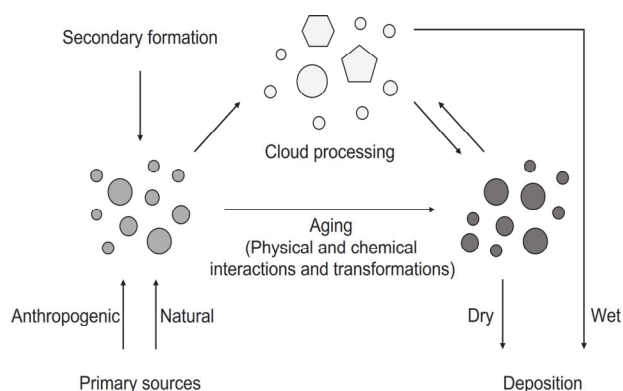 Secondary formation
Cloud processing
Aging
(Physical and chemical
interactions and transformations)
Anthropogenic
Natural
Dry
Wet
Primary sources
Deposition